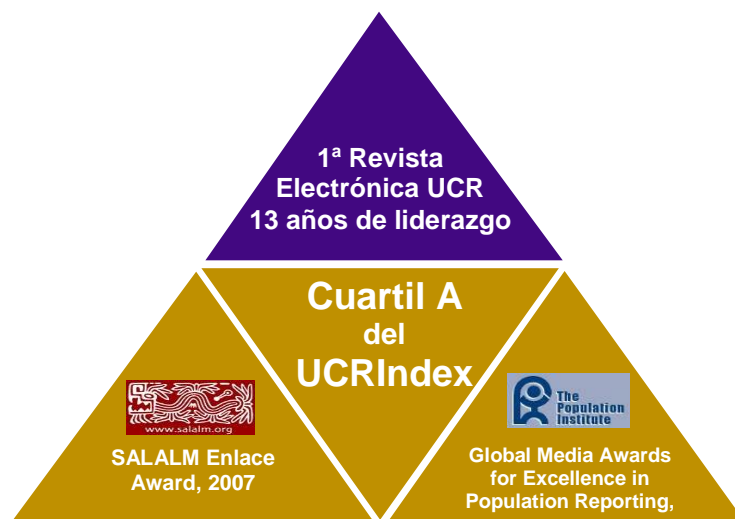 1ª Revista
Electrónica UCR
13 años de liderazgo
Cuartil A
del
UCRIndex
www.salalm.org
SALALM Enlace
Award, 2007
The
Population
Institute
Global Media Awards
for Excellence in
Population Reporting,